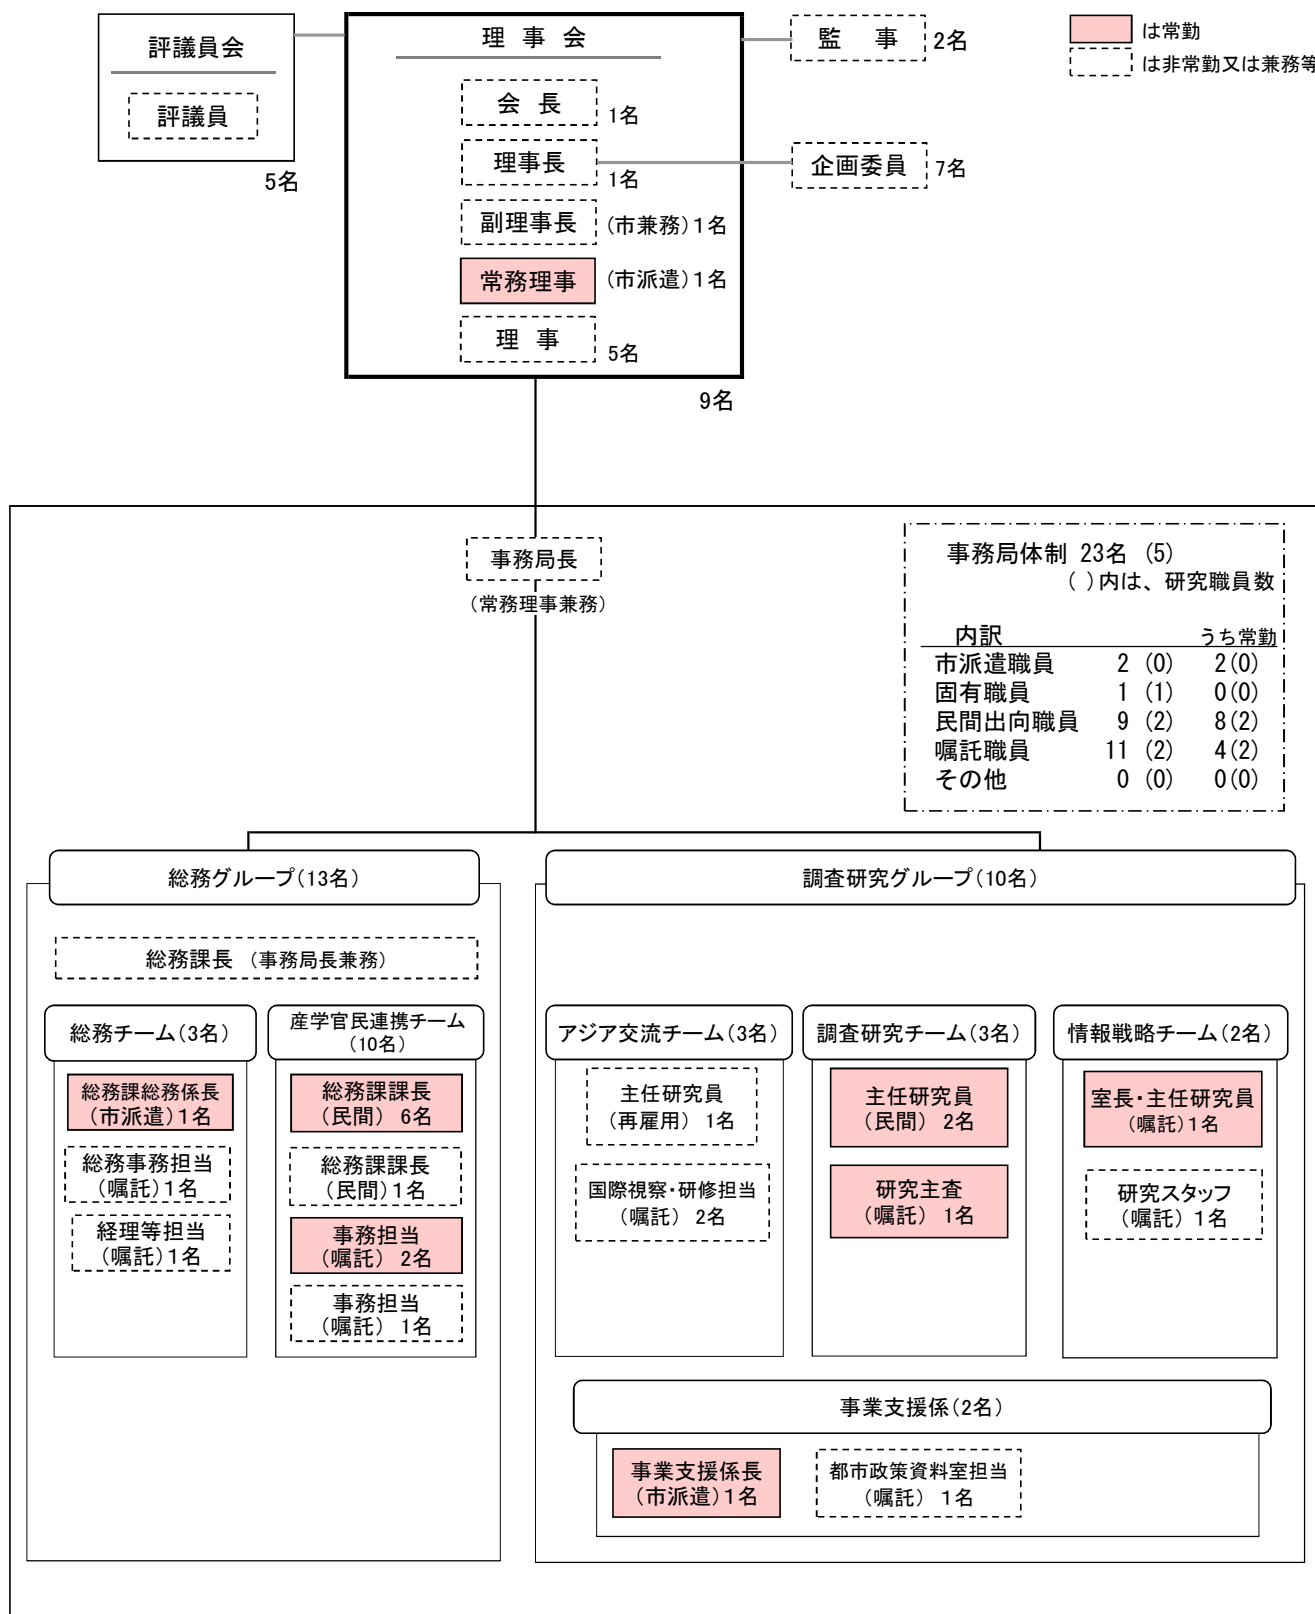 評議員会
評議員
5名
理 事 会
会 長
1名
理事長
1名
副理事長 (市兼務)1名
常務理事 (市派遣)1名
理 事
5名
9名
監 事 2名
企画委員 7名
は常勤
は非常勤又は兼務等
事務局長
(常務理事兼務)
事務局体制 23名 (5)
( )内は、研究職員数
内訳 うち常勤
市派遣職員 2 (0) 2(0)
固有職員 1 (1) 0(0)
民間出向職員 9 (2) 8(2)
嘱託職員 11 (2) 4(2)
その他 0 (0) 0(0)
総務グループ(13名)
総務課長 (事務局長兼務)
総務チーム(3名)
総務課総務係長
(市派遣)1名
総務事務担当
(嘱託)1名
経理等担当
(嘱託)1名
産学官民連携チーム
(10名)
総務課課長
(民間) 6名
総務課課長
(民間)1名
事務担当
(嘱託) 2名
事務担当
(嘱託) 1名
調査研究グループ(10名)
アジア交流チーム(3名)
主任研究員
(再雇用) 1名
国際視察・研修担当
(嘱託) 2名
調査研究チーム(3名)
主任研究員
(民間) 2名
研究主査
(嘱託) 1名
情報戦略チーム(2名)
室長・主任研究員
(嘱託)1名
研究スタッフ
(嘱託) 1名
事業支援係(2名)
事業支援係長
(市派遣)1名
都市政策資料室担当
(嘱託) 1名